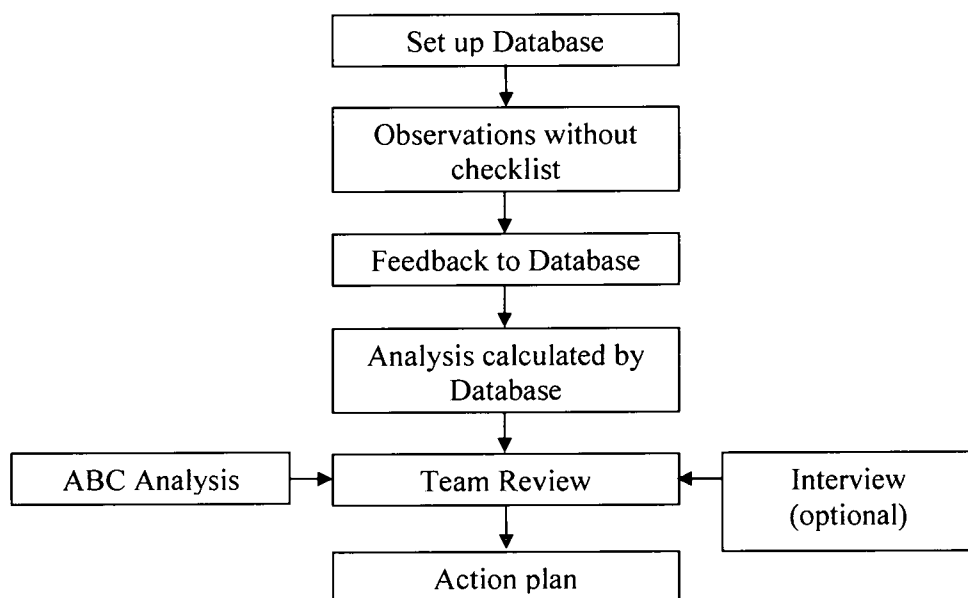 Set up Database
Observations without
checklist
Feedback to Database
Analysis calculated by
Database
ABC Analysis
Team Review
Interview
(optional)
Action plan